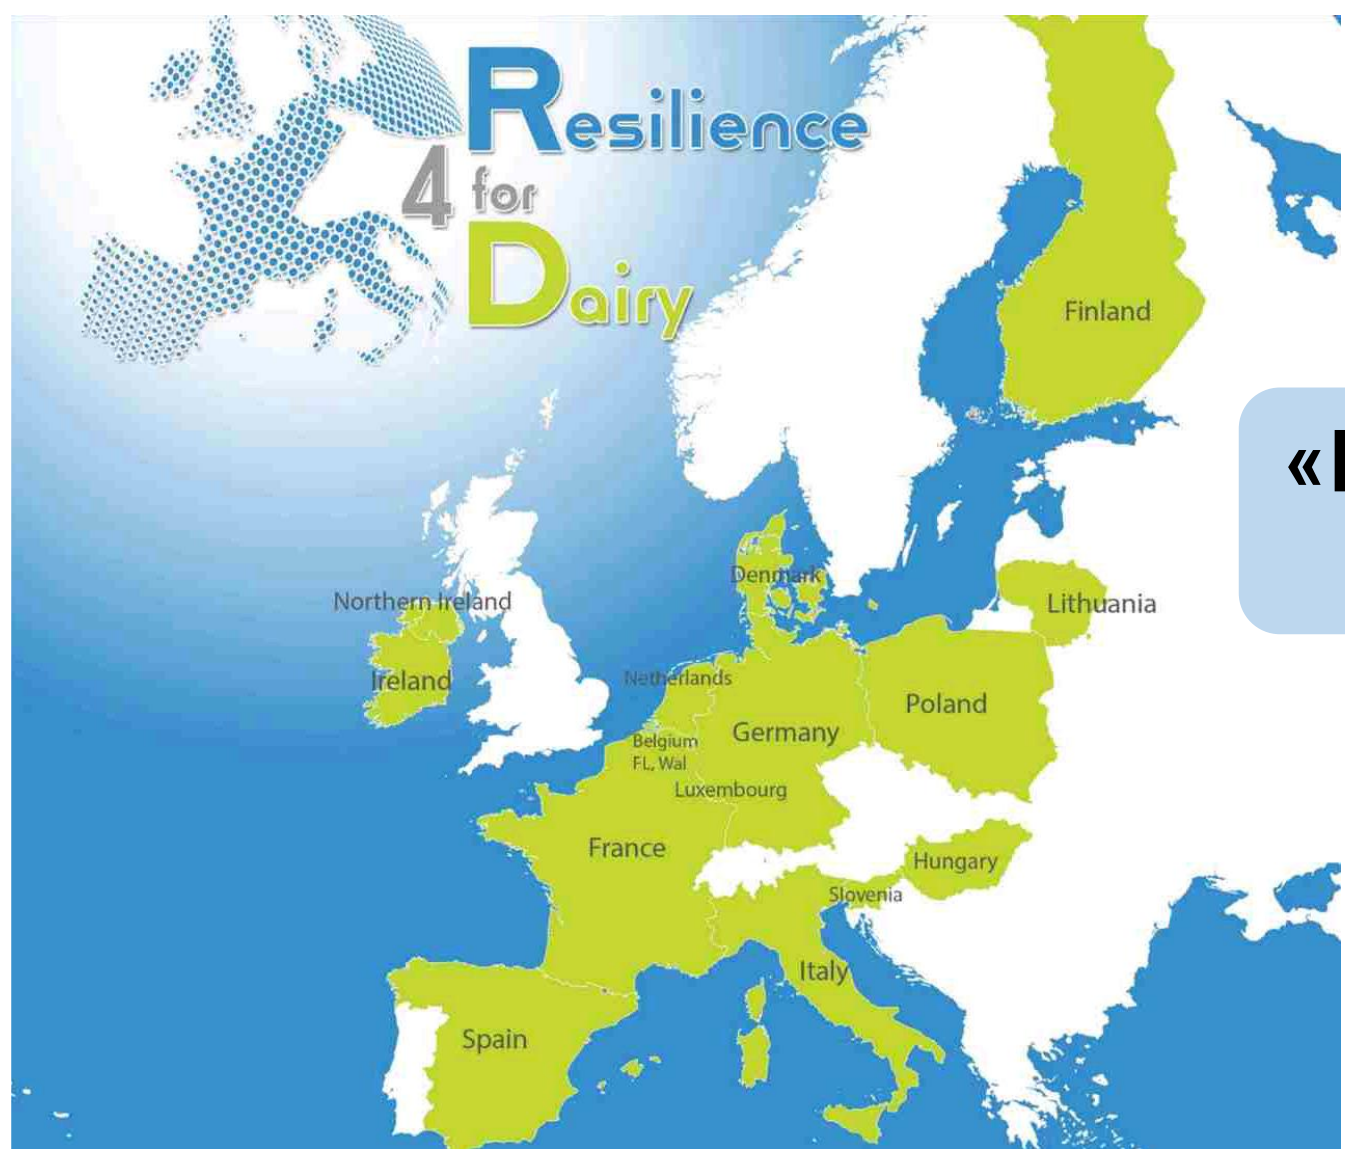 Resilience
4 for
Dairy
Finland
«
Denmark
Northern Ireland
Lithuania
Ireland
Netherlands
Poland
Germany
Belgium
FL, Wal
Luxembourg
France
Hungary
Slovenia
Italy
Spain